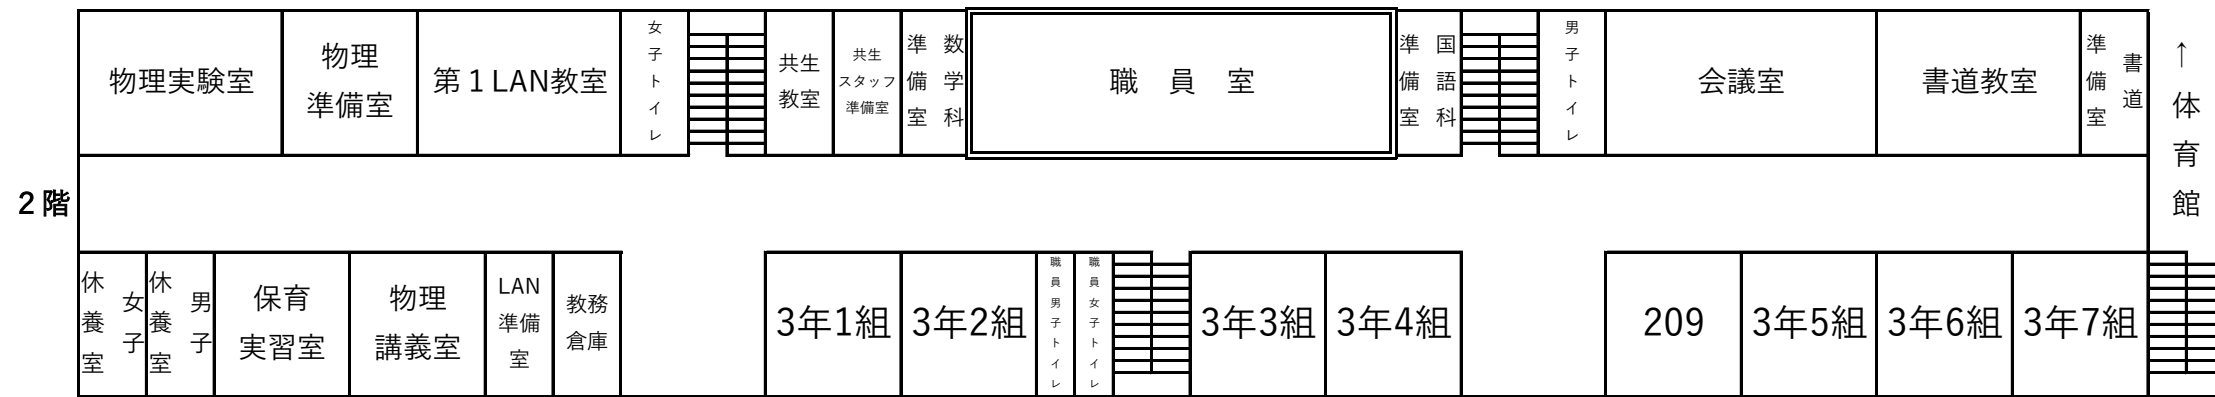 2階
物理実験室
物理
準備室
第1LAN教室
女子トイレ
共生
教室
共生
スタッフ
準備室
数学科
準備室
職員室
国語科
準備室
男子トイレ
会議室
書道教室
書道
準備室
↑体育館
女子
休養室
男子
休養室
保育
実習室
物理
講義室
LAN
準備
室
教務
倉庫
3年1組
3年2組
職員男子トイレ
職員女子トイレ
3年3組
3年4組
209
3年5組
3年6組
3年7組